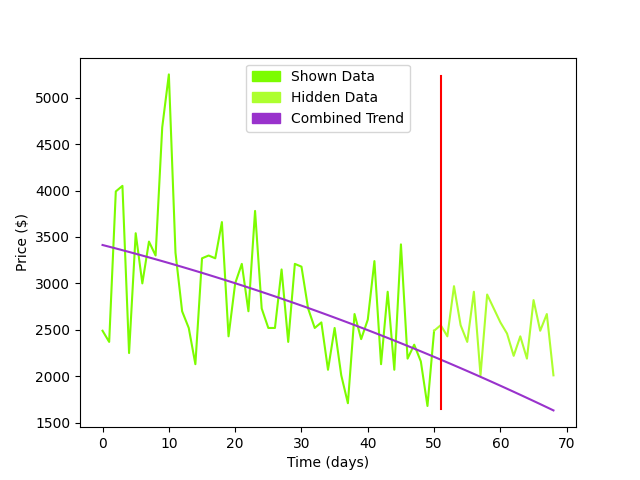 Shown Data
Hidden Data
Combined Trend
Price ($)
5000
4500
4000
3500
3000
2500
2000
1500
0 10 20 30 40 50 60 70
Time (days)